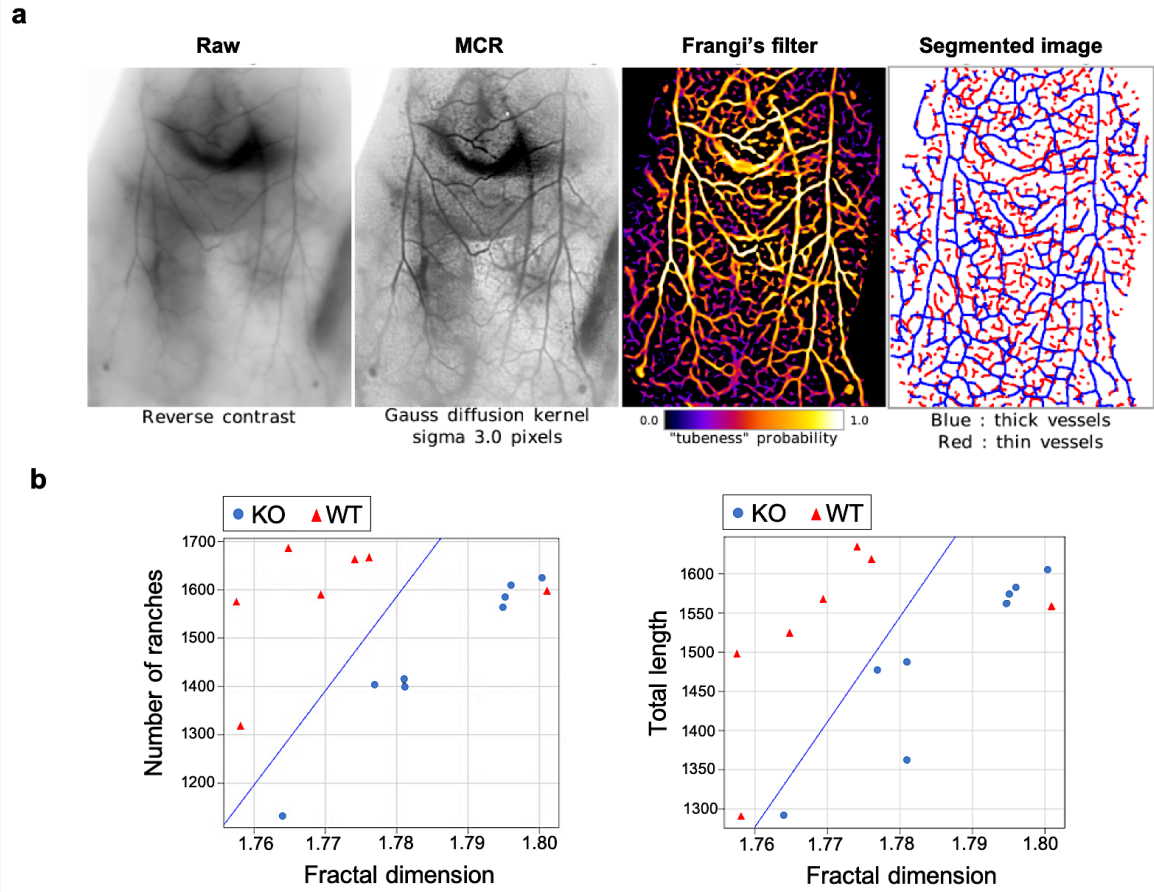 a
Raw
MCR
Frangi's filter
Segmented image
Reverse contrast
Gauss diffusion kernel
sigma 3.0 pixels
0.0
1.0
"tubeness" probability
Blue : thick vessels
Red : thin vessels
b
KO WT
1700
1600
1500
1400
1300
1200
Number of ranches
1.76 1.77 1.78 1.79 1.80
Fractal dimension
KO WT
1600
1550
1500
1450
1400
1350
1300
Total length
1.76 1.77 1.78 1.79 1.80
Fractal dimension